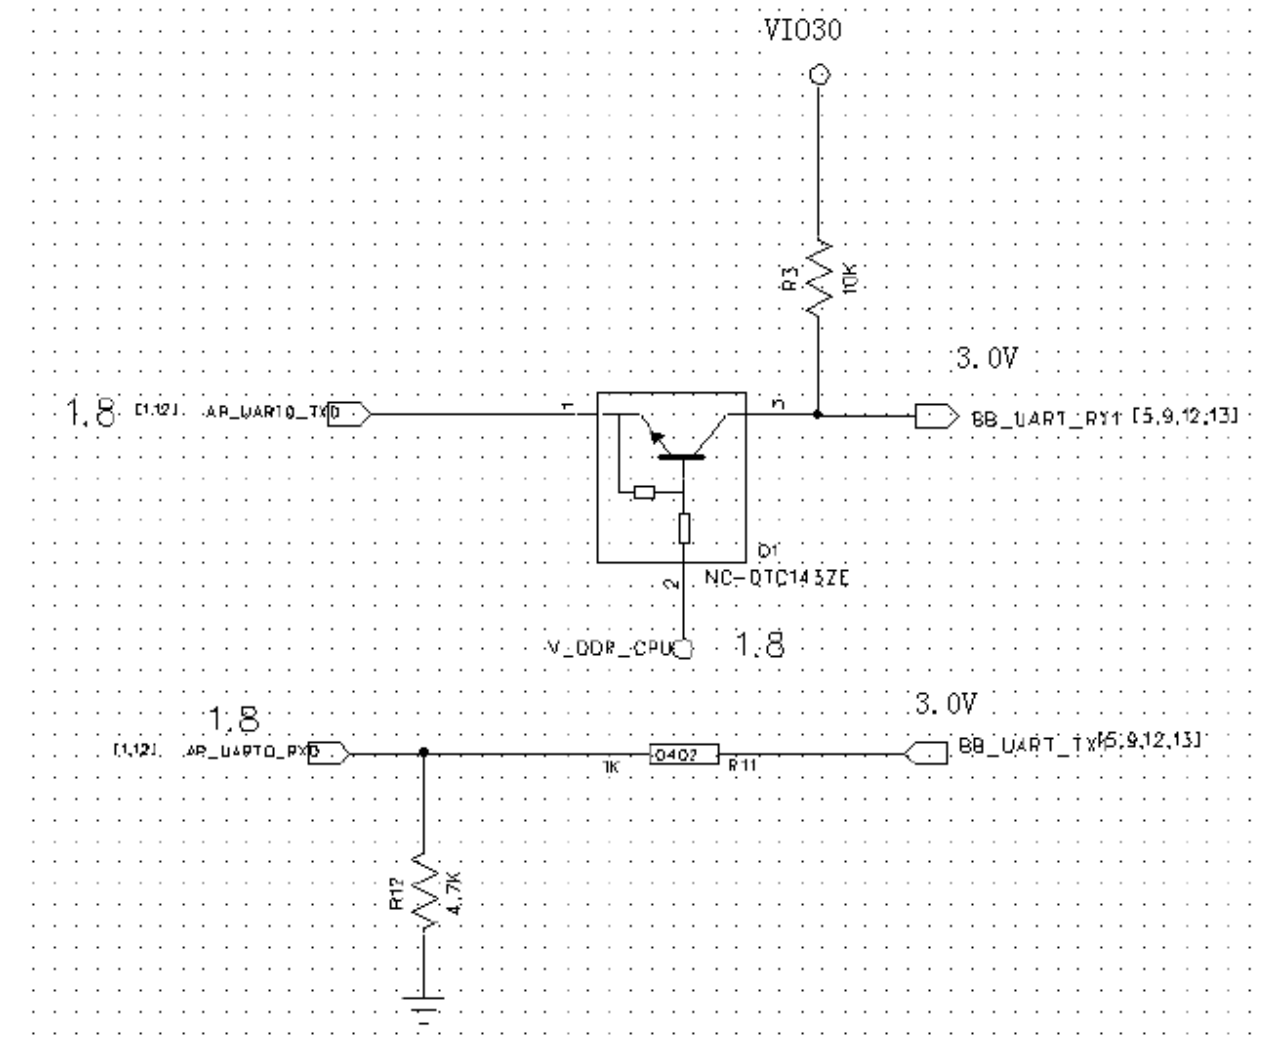 VIO30
R3
10K
3.0V
1.8 [1,12] AP_UART0_TXD
1
3
BB_UART_RX1 [5,9,12,13]
Q1
NC-DTC143ZE
2
V_DDR_CPU
1.8
1.8
3.0V
[1,12] AP_UART0_RXD
1K
0402
R11
BB_UART_TX [5,9,12,13]
R12
4.7K